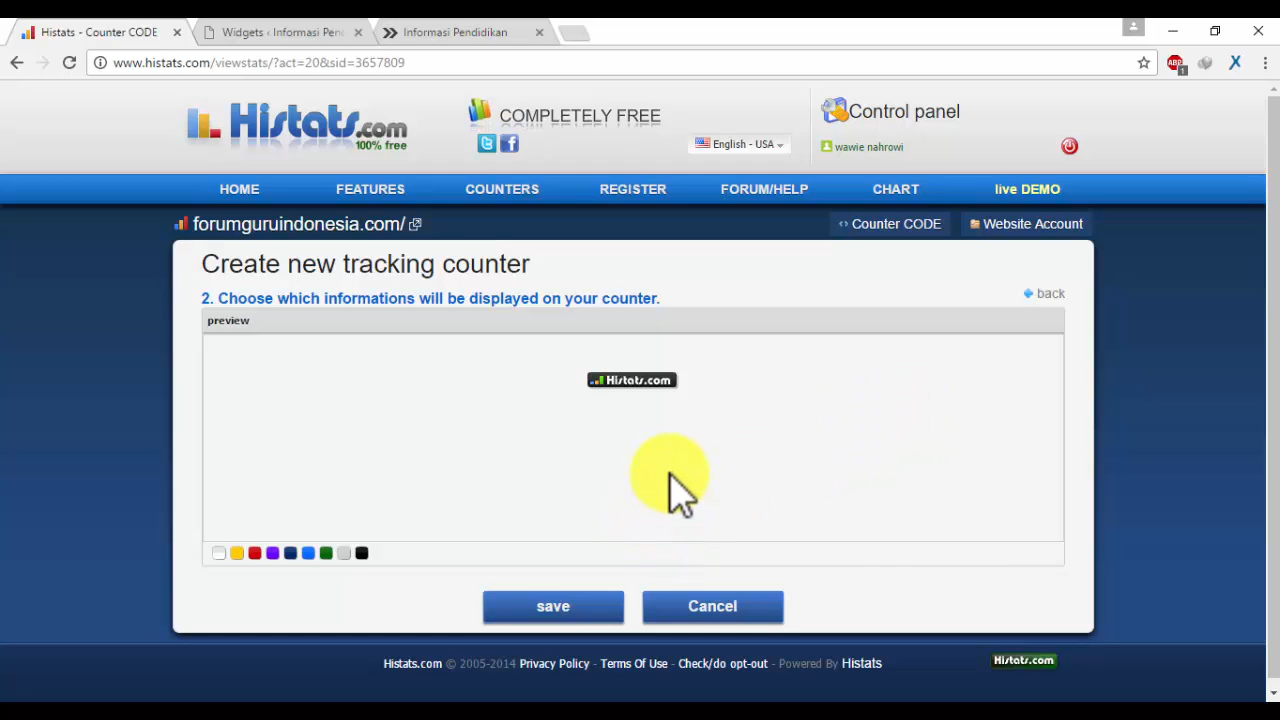 Histats - Counter CODE
Widgets ‹ Informasi Pen
Informasi Pendidikan
www.histats.com/viewstats/?act=20&sid=3657809
ABP
1
Histats.com
100% free
COMPLETELY FREE
English - USA
Control panel
wawie nahrowi
HOME
FEATURES
COUNTERS
REGISTER
FORUM/HELP
CHART
live DEMO
forumguruindonesia.com/
Counter CODE
Website Account
Create new tracking counter
2. Choose which informations will be displayed on your counter.
back
preview
Histats.com
save
Cancel
Histats.com © 2005-2014 Privacy Policy - Terms Of Use - Check/do opt-out - Powered By Histats
Histats.com